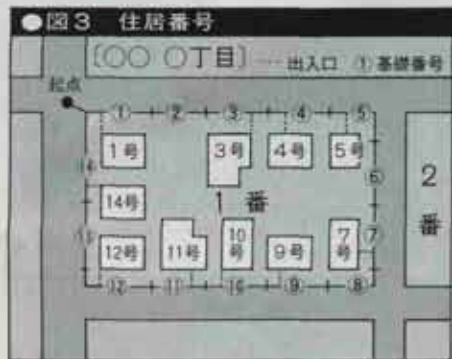 ●図3 住居番号
〔○○ ○丁目〕 … 出入口 ① 基礎番号
起点
① ② ③ ④ ⑤
1号 3号 4号 5号
⑭ ⑥
14号 1番 2番
⑬ 12号 11号 10号 9号 7号 ⑦
⑫ ⑪ ⑩ ⑨ ⑧